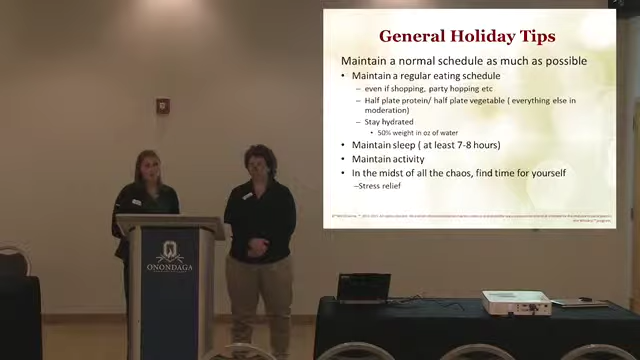 General Holiday Tips
Maintain a normal schedule as much as possible
• Maintain a regular eating schedule
– even if shopping, party hopping etc
– Half plate protein/ half plate vegetable ( everything else in
moderation)
– Stay hydrated
• 50% weight in oz of water
• Maintain sleep ( at least 7-8 hours)
• Maintain activity
• In the midst of all the chaos, find time for yourself
–Stress relief
ONONDAGA